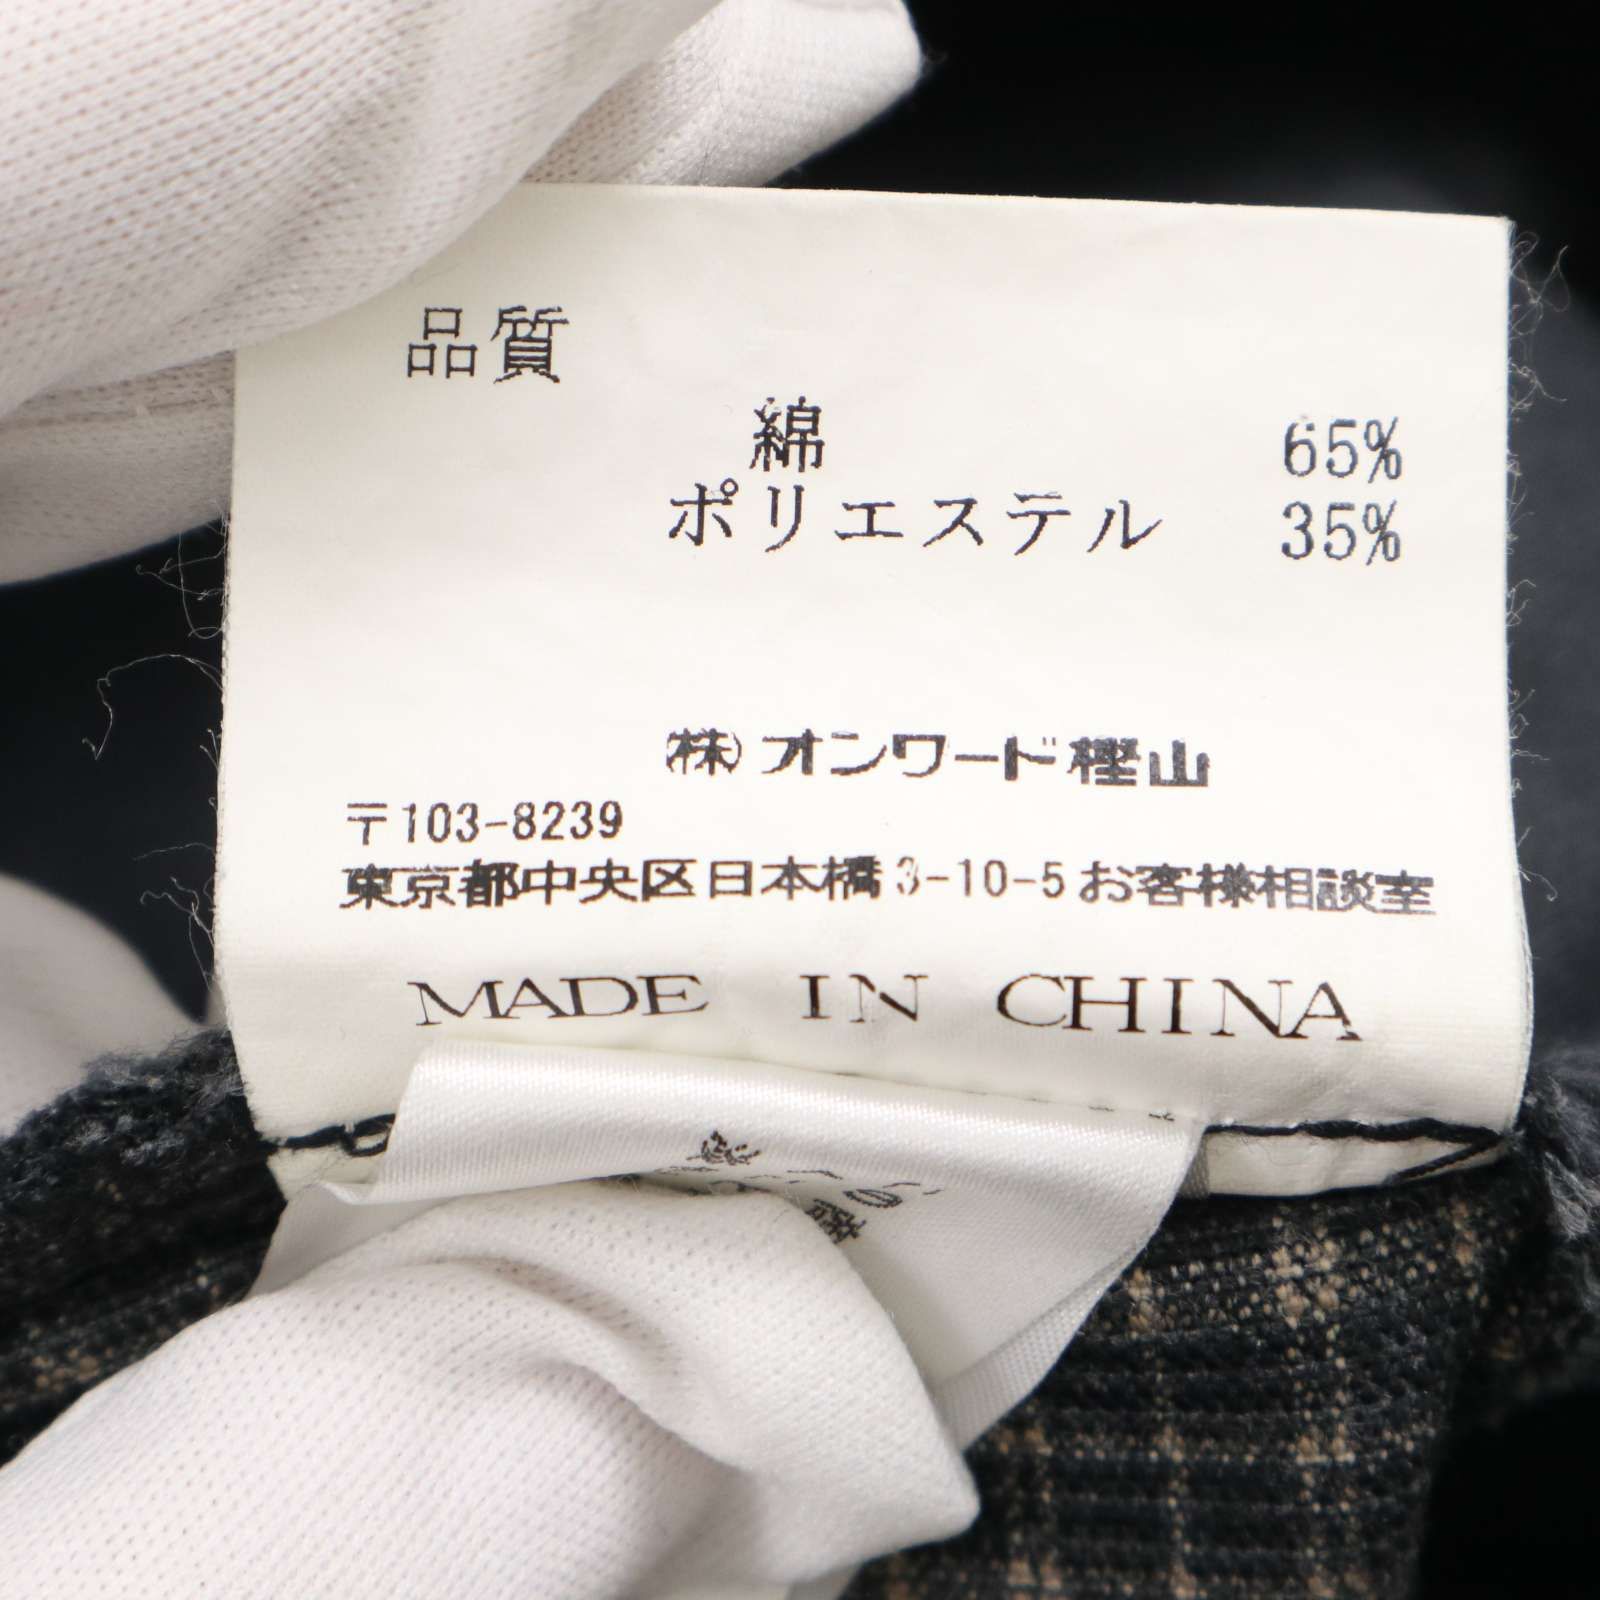 品質
綿 65%
ポリエステル 35%
㈱オンワード樫山
〒103-8239
東京都中央区日本橋3-10-5お客様相談室
MADE IN CHINA